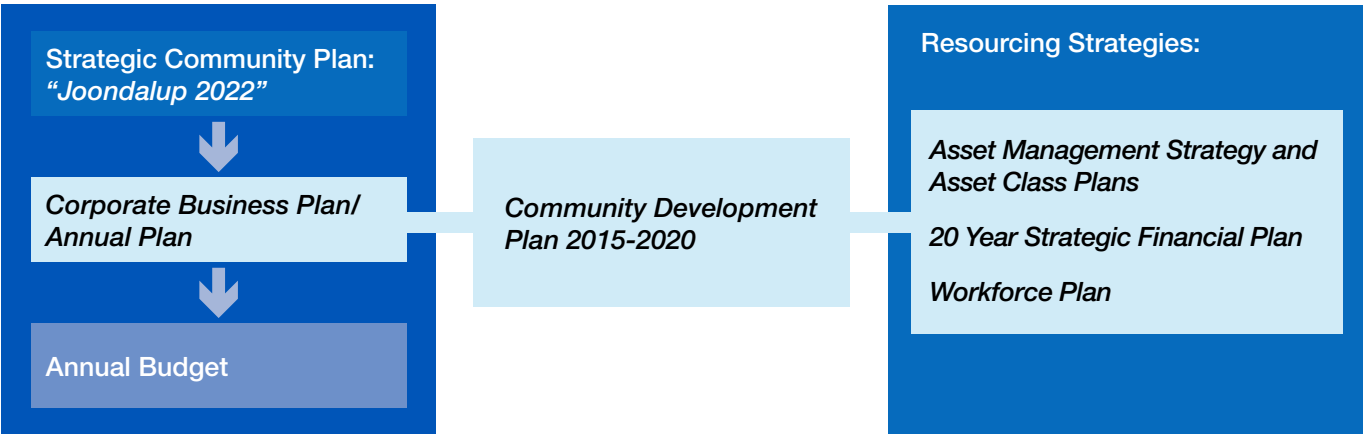 Strategic Community Plan:
“Joondalup 2022”
Corporate Business Plan/
Annual Plan
Annual Budget
Community Development
Plan 2015-2020
Resourcing Strategies:
Asset Management Strategy and
Asset Class Plans
20 Year Strategic Financial Plan
Workforce Plan